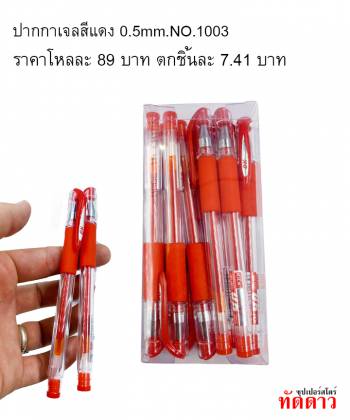 ปากกาเจลสีแดง 0.5mm.NO.1003
ราคาโหลละ 89 บาท ตกชิ้นละ 7.41 บาท
ซุปเปอร์สโตร์
ทัดดาว